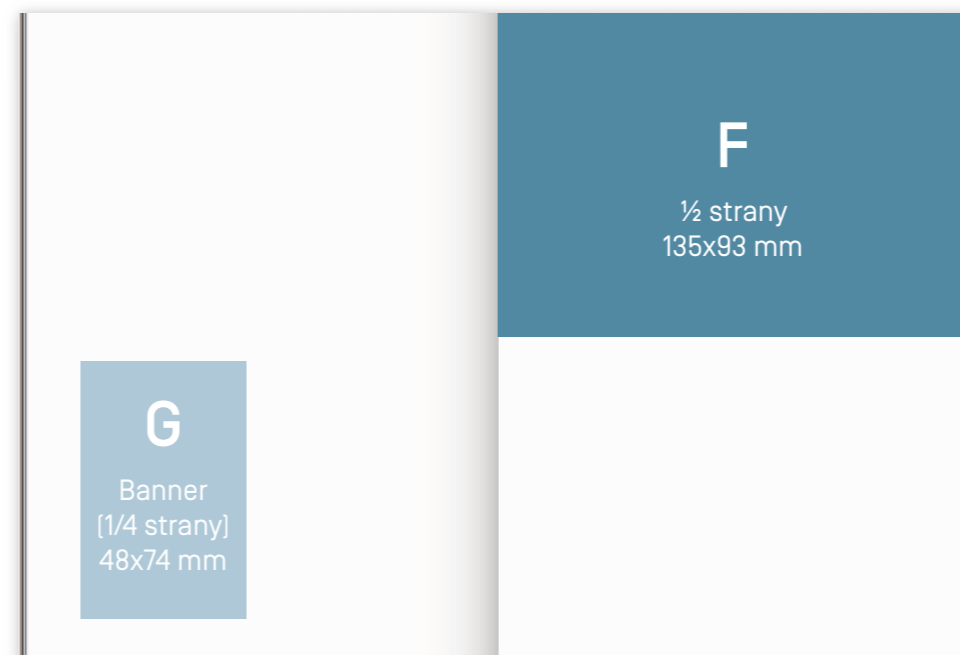 F
½ strany
135x93 mm
G
Banner
(1/4 strany)
48x74 mm